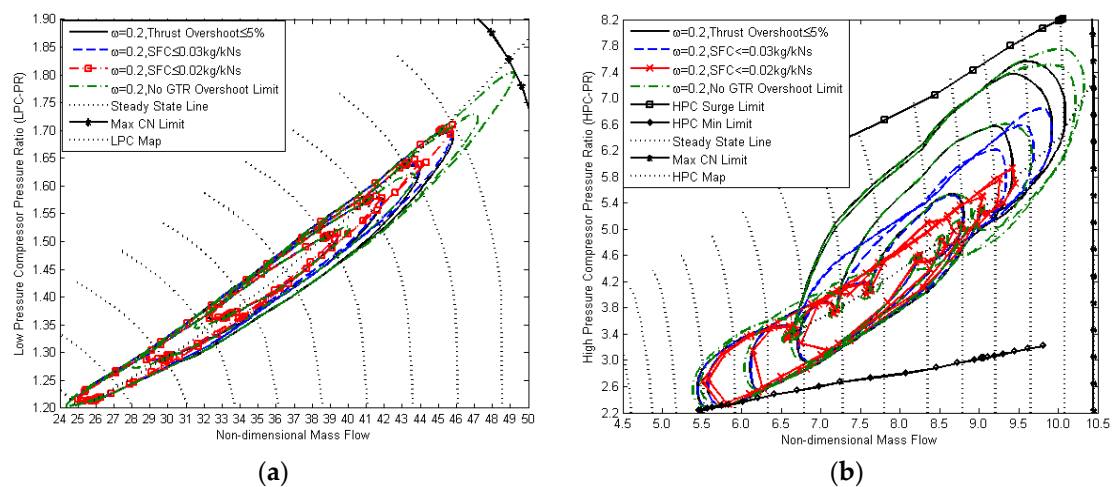 1.90
1.80
1.75
1.70
1.65
1.60
1.55
1.50
1.45
1.40
1.35
1.30
1.25
1.20
Low Pressure Compressor Pressure Ratio (LPC-PR)
ω=0.2,Thrust Overshoot≤5%
ω=0.2,SFC≤0.03kg/kNs
ω=0.2,SFC≤0.02kg/kNs
ω=0.2,No GTR Overshoot Limit
Steady State Line
Max CN Limit
LPC Map
24 25 26 27 29 30 31 32 33 34 35 36 37 38 40 41 42 43 44 45 46 47 49 50
Non-dimensional Mass Flow
(a)
8.2
7.8
7.4
7.0
6.6
6.2
5.8
5.4
5.0
4.6
4.2
3.8
3.4
3.0
2.6
2.2
High Pressure Compressor Pressure Ratio (HPC-PR)
ω=0.2,Thrust Overshoot≤5%
ω=0.2,SFC<=0.03kg/kNs
ω=0.2,SFC<=0.02kg/kNs
ω=0.2,No GTR Overshoot Limit
HPC Surge Limit
HPC Min Limit
Steady State Line
Max CN Limit
HPC Map
4.5 5.0 5.5 6.0 6.5 7.0 7.5 8.0 8.5 9.0 9.5 10.0 10.5
Non-dimensional Mass Flow
(b)